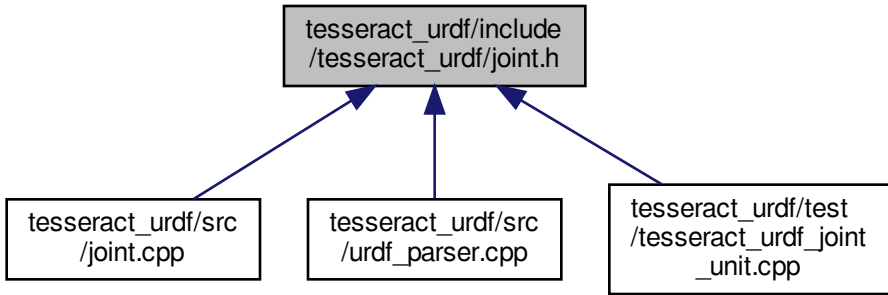 tesseract_urdf/include
/tesseract_urdf/joint.h
tesseract_urdf/src
/joint.cpp
tesseract_urdf/src
/urdf_parser.cpp
tesseract_urdf/test
/tesseract_urdf_joint
_unit.cpp